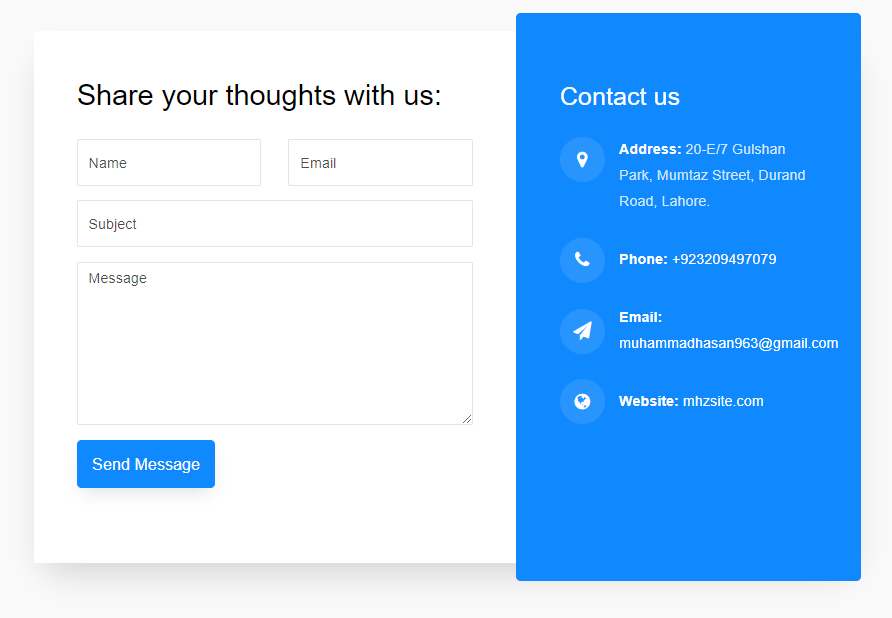 Share your thoughts with us:
Name
Email
Subject
Message
Send Message
Contact us
Address: 20-E/7 Gulshan
Park, Mumtaz Street, Durand
Road, Lahore.
Phone: +923209497079
Email:
muhammadhasan963@gmail.com
Website: mhzsite.com